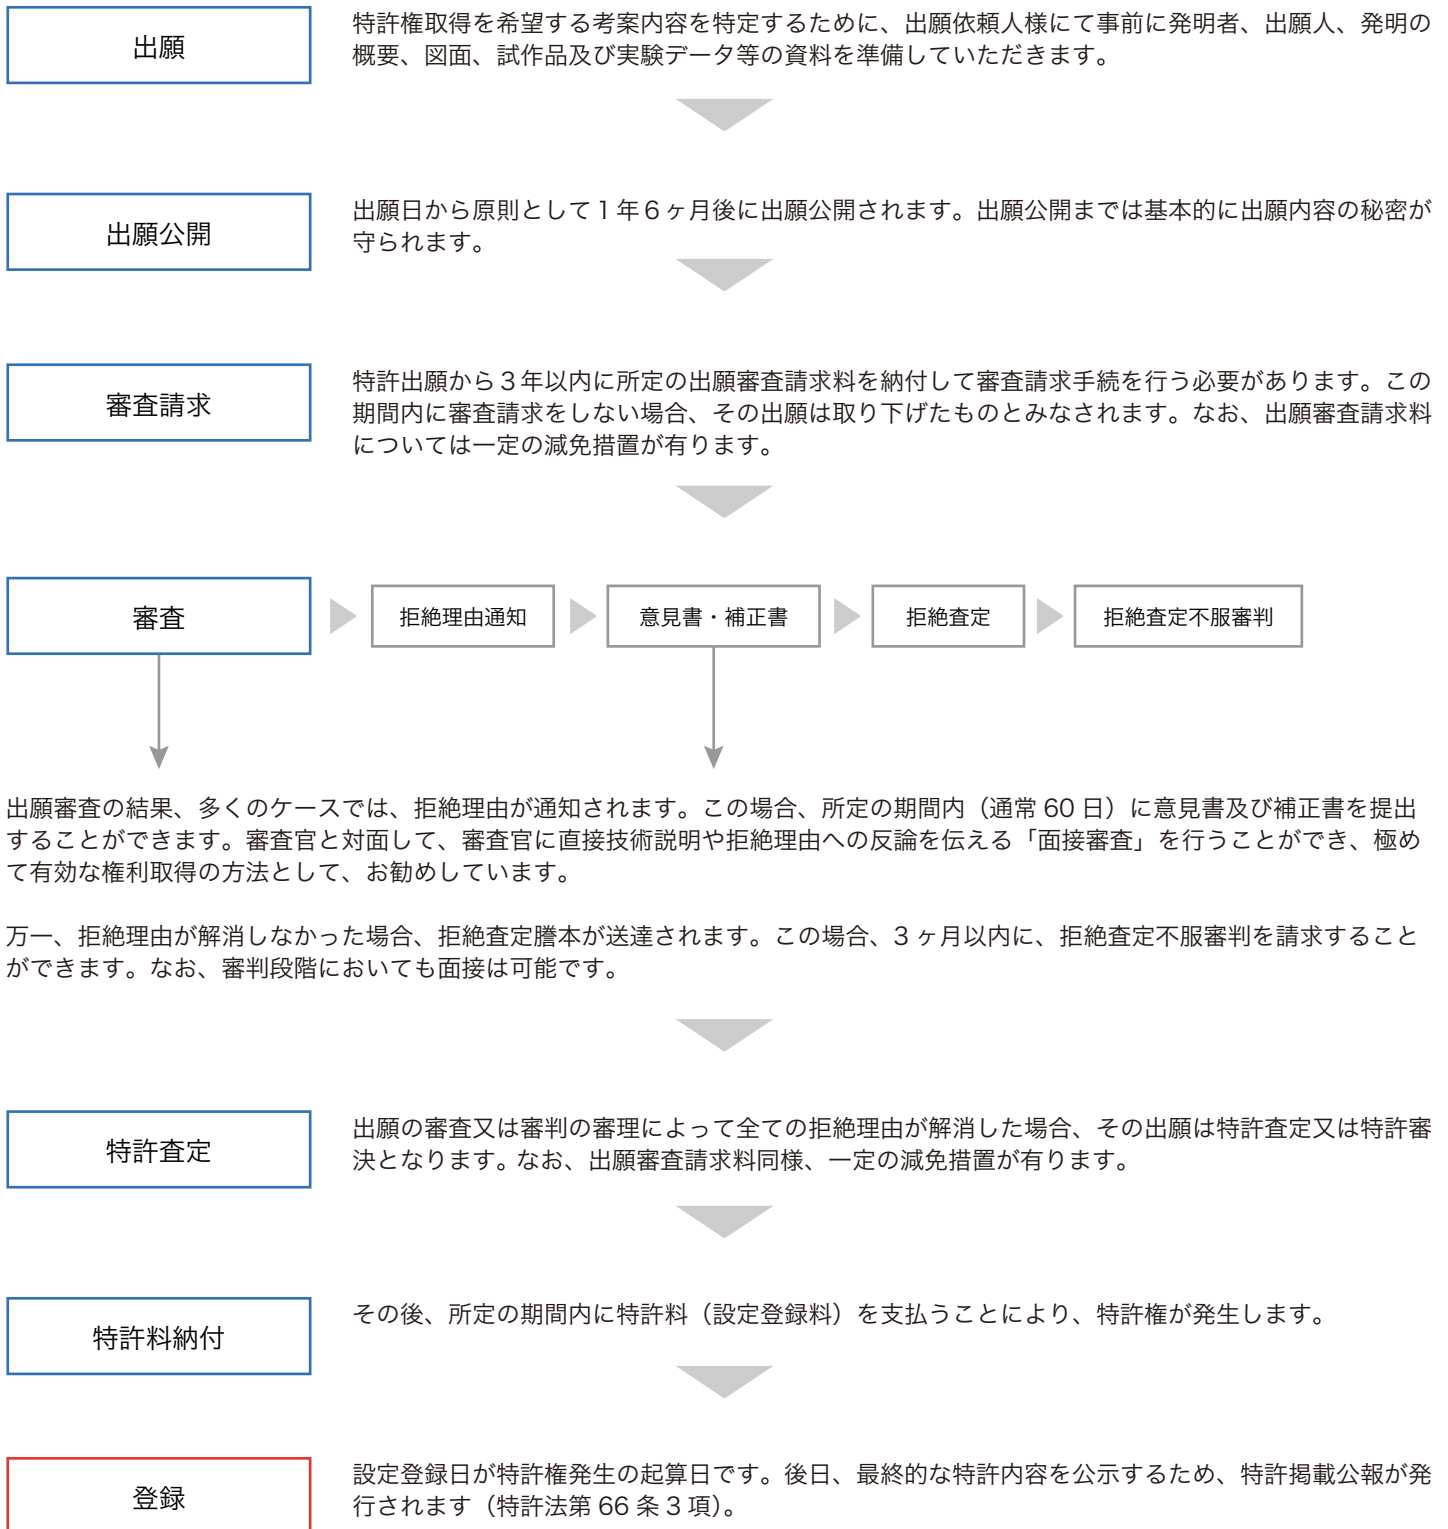 出願
特許権取得を希望する考案内容を特定するために、出願依頼人様にて事前に発明者、出願人、発明の
概要、図面、試作品及び実験データ等の資料を準備していただきます。
出願公開
出願日から原則として1年6ヶ月後に出願公開されます。出願公開までは基本的に出願内容の秘密が
守られます。
審査請求
特許出願から3年以内に所定の出願審査請求料を納付して審査請求手続を行う必要があります。この
期間内に審査請求をしない場合、その出願は取り下げたものとみなされます。なお、出願審査請求料
については一定の減免措置が有ります。
審査
拒絶理由通知
意見書・補正書
拒絶査定
拒絶査定不服審判
出願審査の結果、多くのケースでは、拒絶理由が通知されます。この場合、所定の期間内（通常 60 日）に意見書及び補正書を提出
することができます。審査官と対面して、審査官に直接技術説明や拒絶理由への反論を伝える「面接審査」を行うことができ、極め
て有効な権利取得の方法として、お勧めしています。
万一、拒絶理由が解消しなかった場合、拒絶査定謄本が送達されます。この場合、3 ヶ月以内に、拒絶査定不服審判を請求すること
ができます。なお、審判段階においても面接は可能です。
特許査定
出願の審査又は審判の審理によって全ての拒絶理由が解消した場合、その出願は特許査定又は特許審
決となります。なお、出願審査請求料同様、一定の減免措置が有ります。
特許料納付
その後、所定の期間内に特許料（設定登録料）を支払うことにより、特許権が発生します。
登録
設定登録日が特許権発生の起算日です。後日、最終的な特許内容を公示するため、特許掲載公報が発
行されます（特許法第 66 条 3 項）。